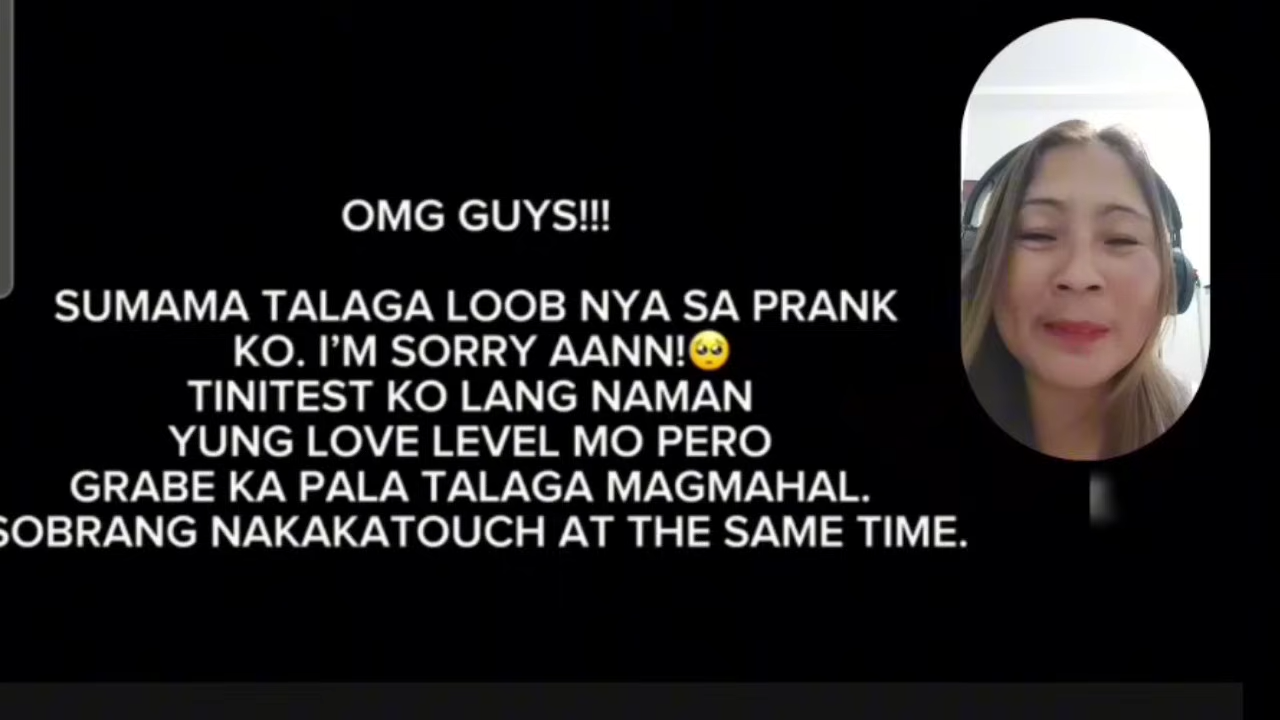 OMG GUYS!!!
SUMAMA TALAGA LOOB NYA SA PRANK
KO. I'M SORRY AANN!🥺
TINITEST KO LANG NAMAN
YUNG LOVE LEVEL MO PERO
GRABE KA PALA TALAGA MAGMAHAL.
SOBRANG NAKAKATOUCH AT THE SAME TIME.